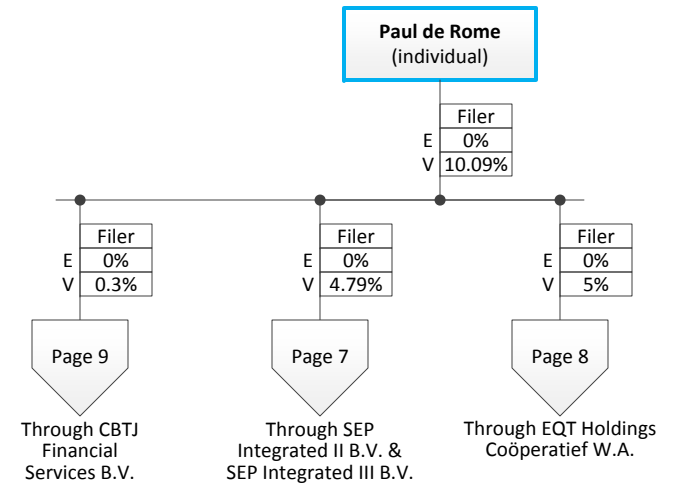 Paul de Rome
(individual)
Filer
E 0%
V 10.09%
Filer
E 0%
V 0.3%
Filer
E 0%
V 4.79%
Filer
E 0%
V 5%
Page 9
Page 7
Page 8
Through CBTJ
Financial
Services B.V.
Through SEP
Integrated II B.V. &
SEP Integrated III B.V.
Through EQT Holdings
Coöperatief W.A.